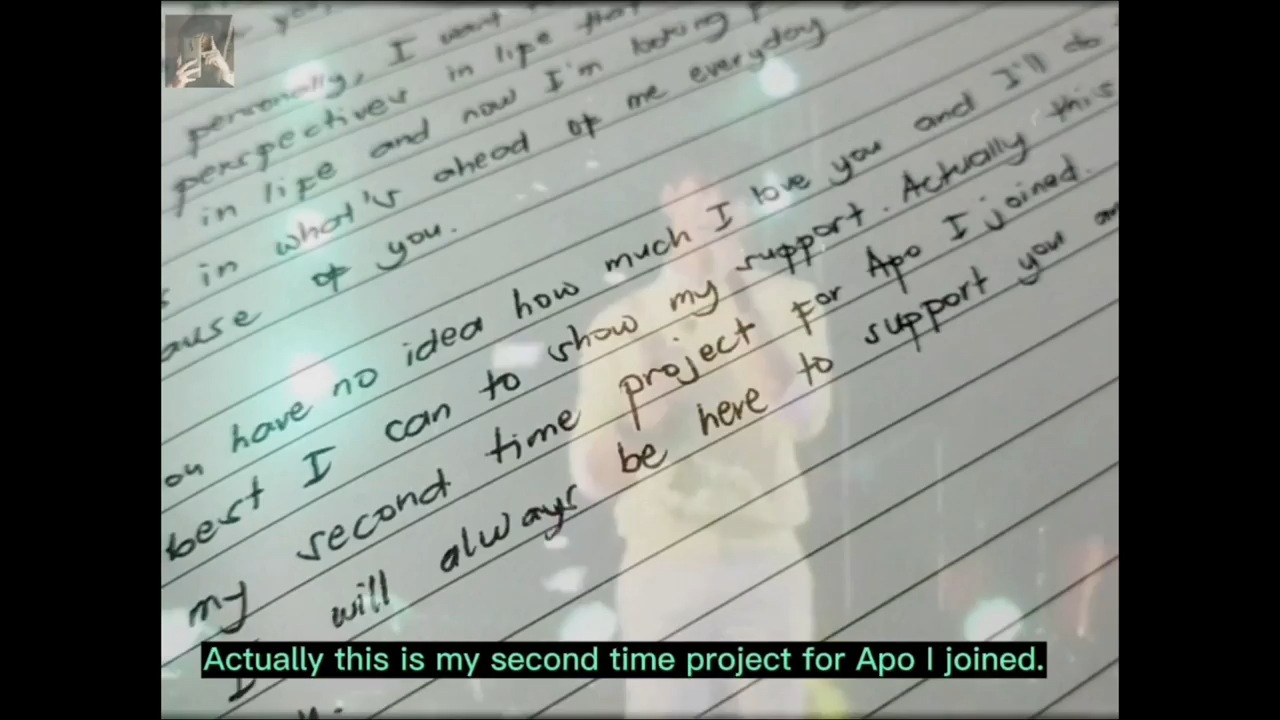 personally, I want
perspectives in life that
in life and now I'm looking
in what's ahead of me everyday
of you.
have no idea how much I love you and I'll do
best I can to show my support. Actually this
my second time project for Apo I joined.
I will always be here to support you
Actually this is my second time project for Apo I joined.